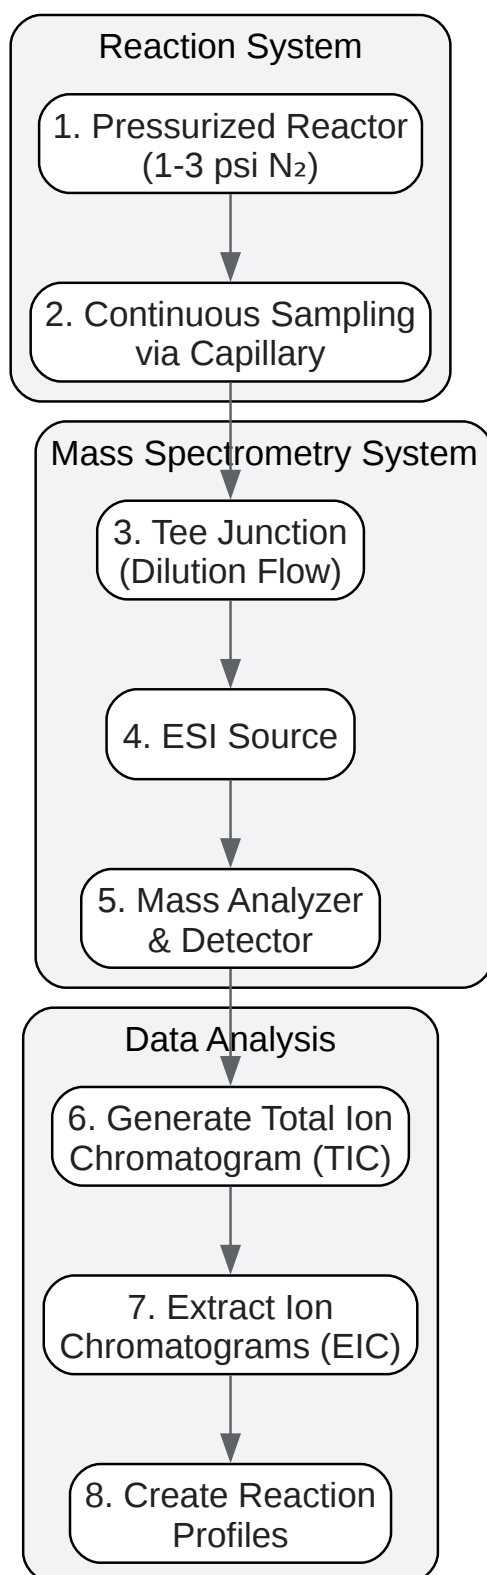 Reaction System
1. Pressurized Reactor
(1-3 psi N₂)
2. Continuous Sampling
via Capillary
Mass Spectrometry System
3. Tee Junction
(Dilution Flow)
4. ESI Source
5. Mass Analyzer
& Detector
Data Analysis
6. Generate Total Ion
Chromatogram (TIC)
7. Extract Ion
Chromatograms (EIC)
8. Create Reaction
Profiles